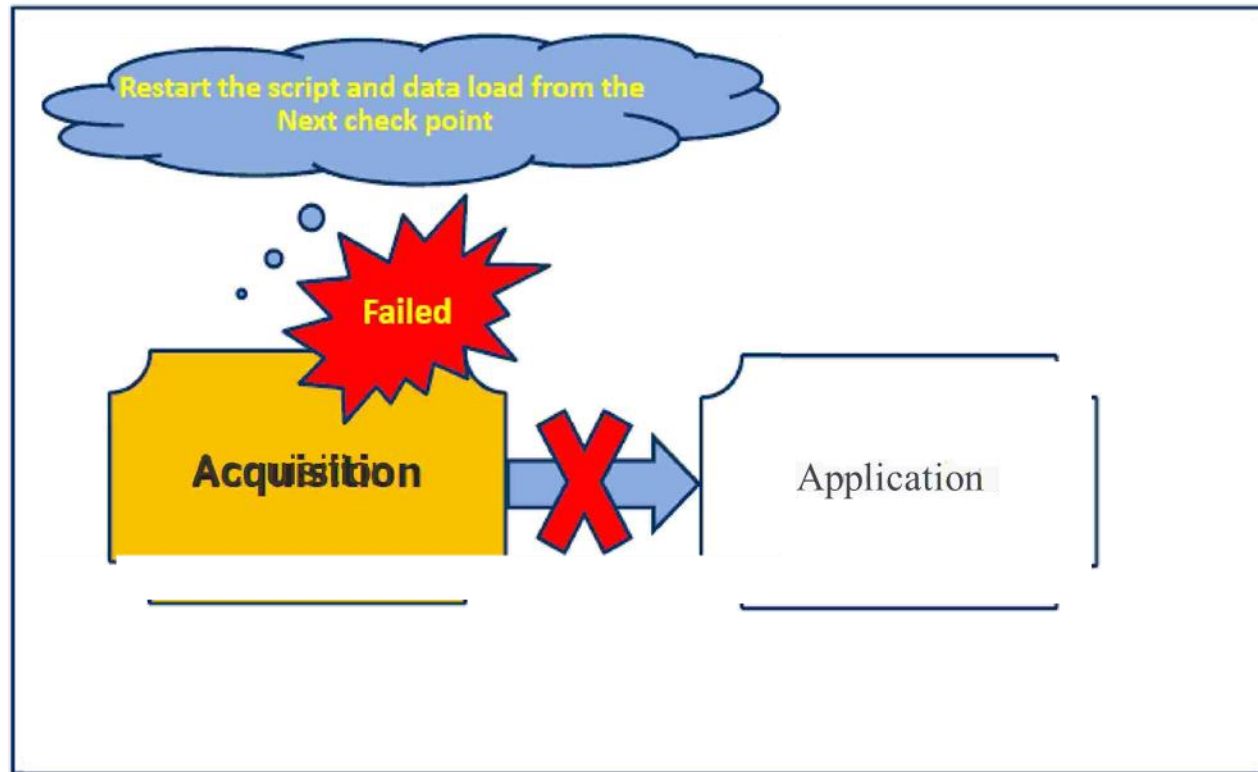 Restart the script and data load from the
Next check point
Failed
Acquisition
Application